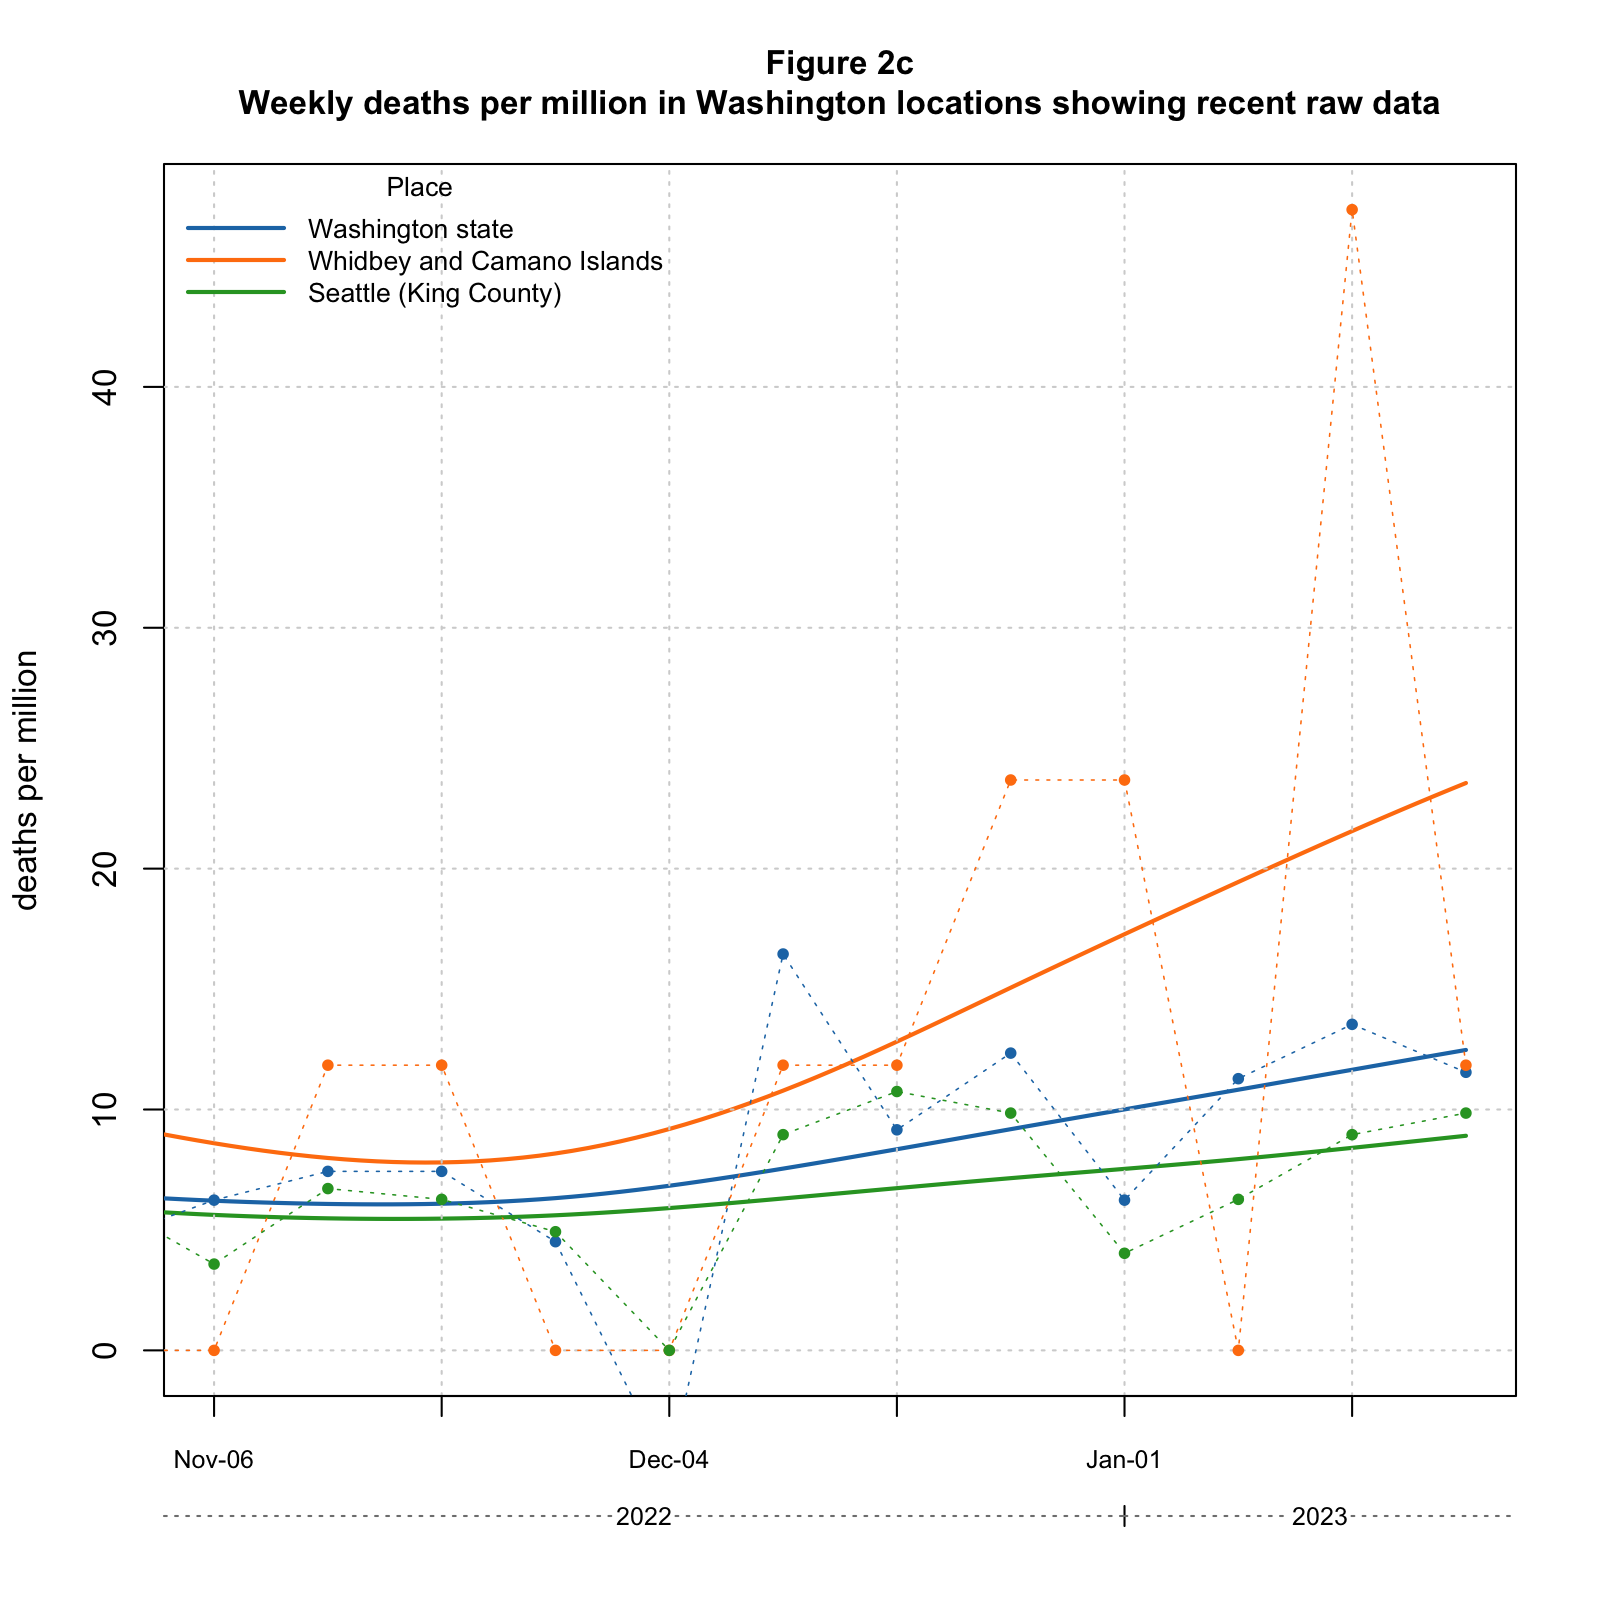 Figure 2c
Weekly deaths per million in Washington locations showing recent raw data
Place
Washington state
Whidbey and Camano Islands
Seattle (King County)
deaths per million
40
30
20
10
0
Nov-06 Dec-04 Jan-01
2022 2023